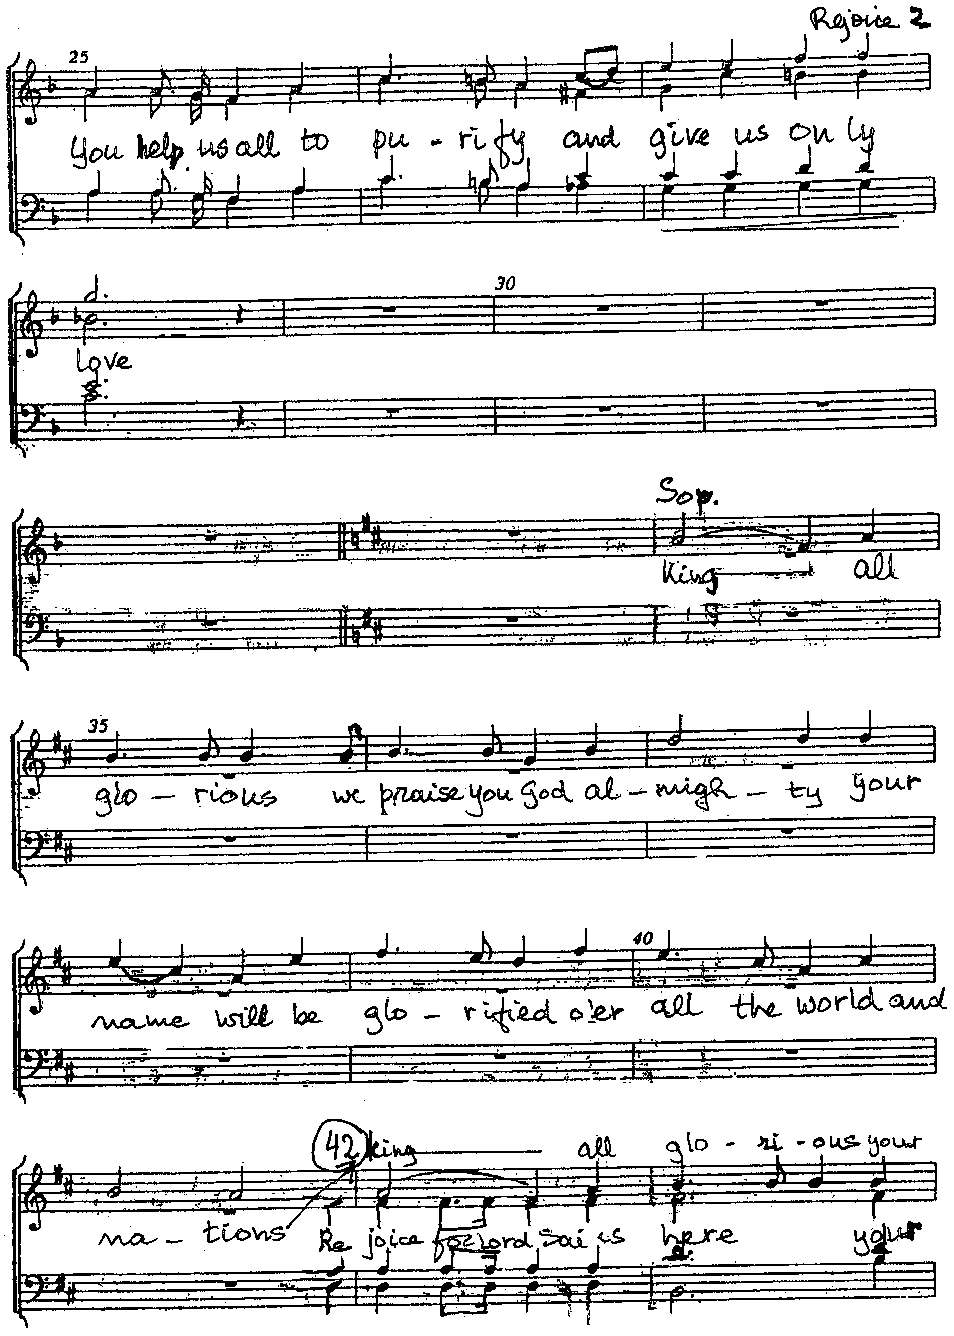 Rejoice 2
25
You help us all to pu - ri fy and give us on ly
30
love
Sop.
King all
35
glo - rious we praise you god al - migh - ty your
40
name will be glo - rified o'er all the world and
42 King all glo - ri - ous your
na - tions Re joice for lord Sai is here your